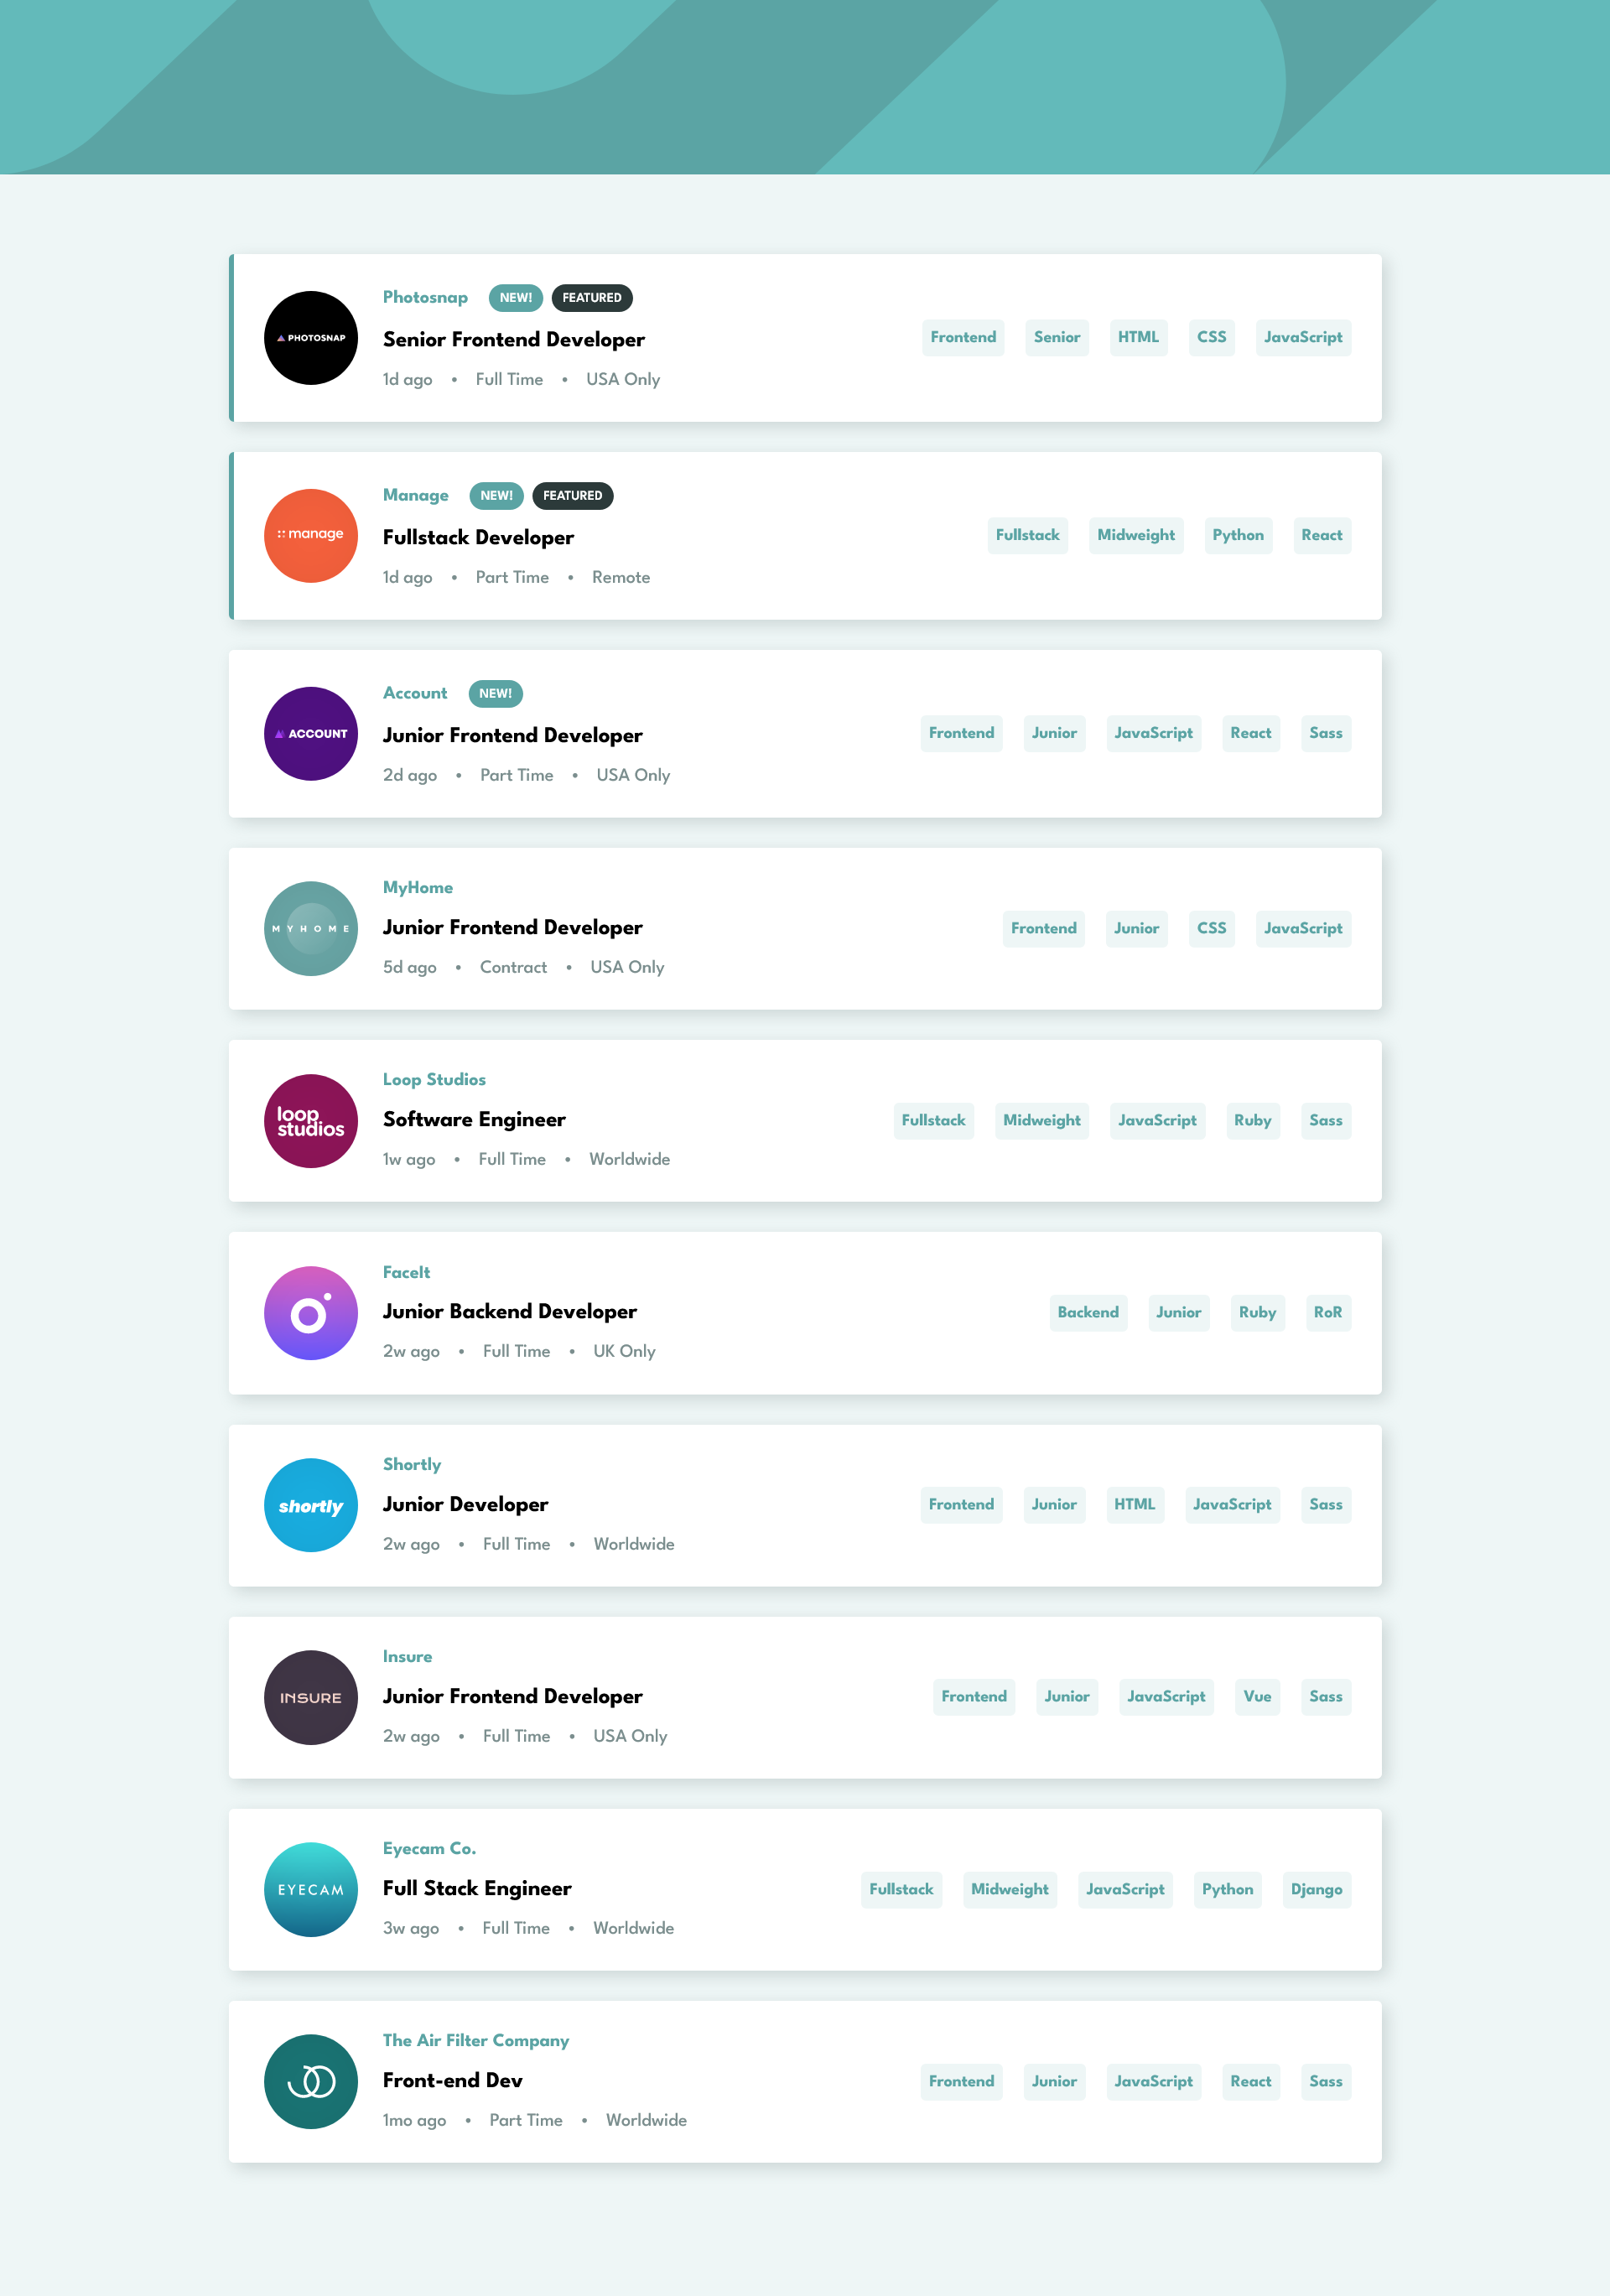 Photosnap NEW! FEATURED
PHOTOSNAP
Senior Frontend Developer
Frontend Senior HTML CSS JavaScript
1d ago • Full Time • USA Only
Manage NEW! FEATURED
manage
Fullstack Developer
Fullstack Midweight Python React
1d ago • Part Time • Remote
Account NEW!
ACCOUNT
Junior Frontend Developer
Frontend Junior JavaScript React Sass
2d ago • Part Time • USA Only
MyHome
MYHOME
Junior Frontend Developer
Frontend Junior CSS JavaScript
5d ago • Contract • USA Only
Loop Studios
loop
studios
Software Engineer
Fullstack Midweight JavaScript Ruby Sass
1w ago • Full Time • Worldwide
FaceIt
Junior Backend Developer
Backend Junior Ruby RoR
2w ago • Full Time • UK Only
Shortly
shortly
Junior Developer
Frontend Junior HTML JavaScript Sass
2w ago • Full Time • Worldwide
Insure
INSURE
Junior Frontend Developer
Frontend Junior JavaScript Vue Sass
2w ago • Full Time • USA Only
Eyecam Co.
EYECAM
Full Stack Engineer
Fullstack Midweight JavaScript Python Django
3w ago • Full Time • Worldwide
The Air Filter Company
Front-end Dev
Frontend Junior JavaScript React Sass
1mo ago • Part Time • Worldwide